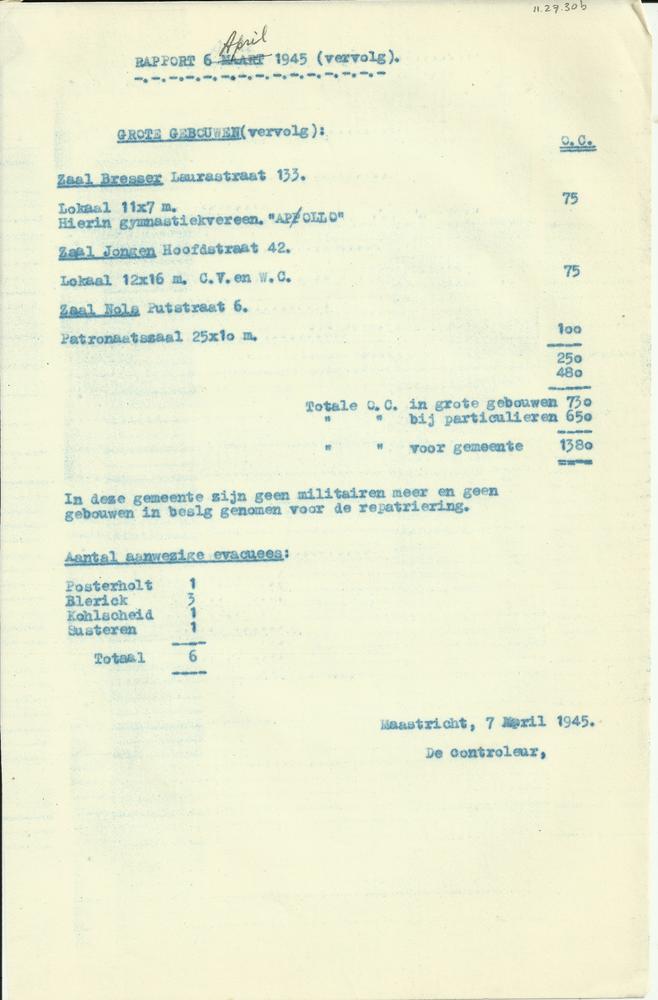 11.29.30b
April
RAPPORT 6 MAART 1945 (vervolg).
GROTE GEBOUWEN(vervolg):
O.C.
Zaal Bresser Laurastraat 133.
Lokaal 11x7 m. 75
Hierin gymnastiekvereen. "APOLLO"
Zaal Jongen Hoofdstraat 42.
Lokaal 12x16 m. C.V.en W.C. 75
Zaal Nols Putstraat 6.
Patronaatszaal 25x1o m. 1oo
25o
48o
Totale O.C. in grote gebouwen 73o
" " bij particulieren 65o
" " voor gemeente 138o
In deze gemeente zijn geen militairen meer en geen
gebouwen in beslg genomen voor de repatriering.
Aantal aanwezige evacuees:
Posterholt 1
Blerick 3
Kohlscheid 1
Susteren 1
Totaal 6
Maastricht, 7 April 1945.
De controleur,